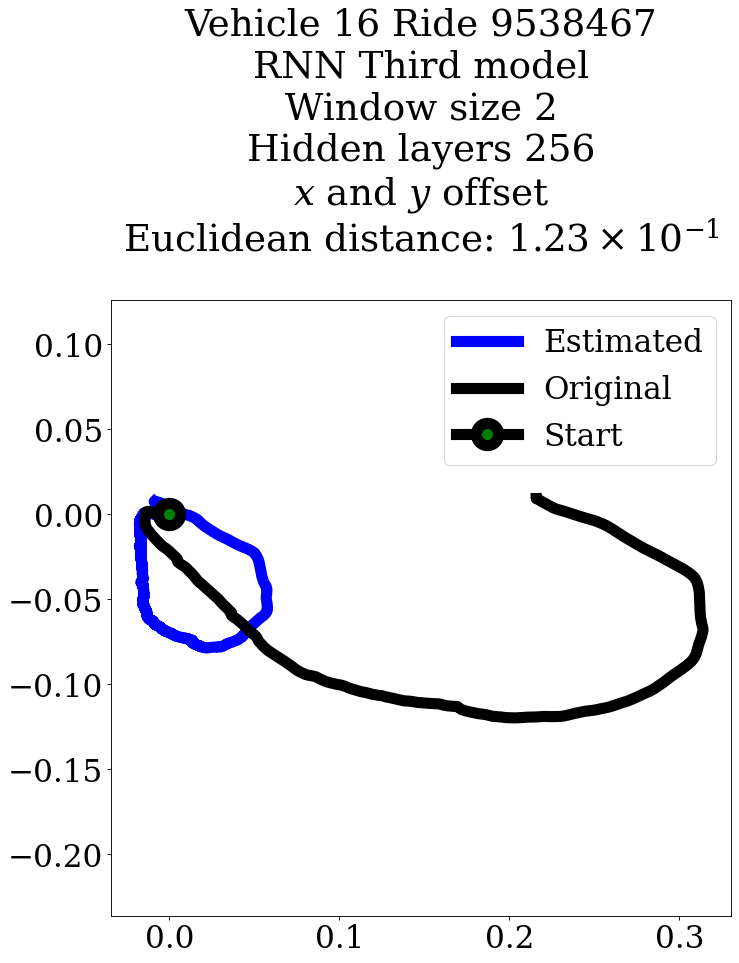 Vehicle 16 Ride 9538467
RNN Third model
Window size 2
Hidden layers 256
x and y offset
Euclidean distance: 1.23 × 10⁻¹
Estimated
Original
Start
0.10
0.05
0.00
−0.05
−0.10
−0.15
−0.20
0.0 0.1 0.2 0.3